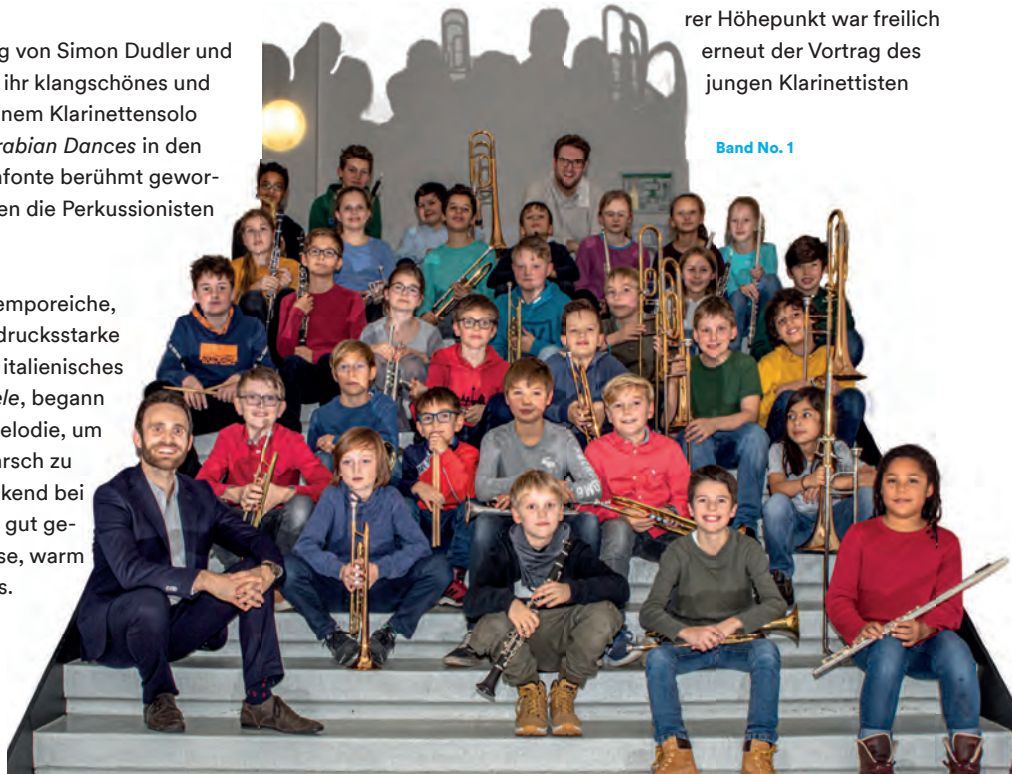 g von Simon Dudler und
ihr klangschönes und
nem Klarinettensolo
rabian Dances in den
afonte berühmt gewor-
en die Perkussionisten
emporeiche,
drucksstarke
italienisches
ele, begann
elodie, um
arsch zu
kend bei
gut ge-
se, warm
s.
rer Höhepunkt war freilich
erneut der Vortrag des
jungen Klarinettisten
Band No. 1